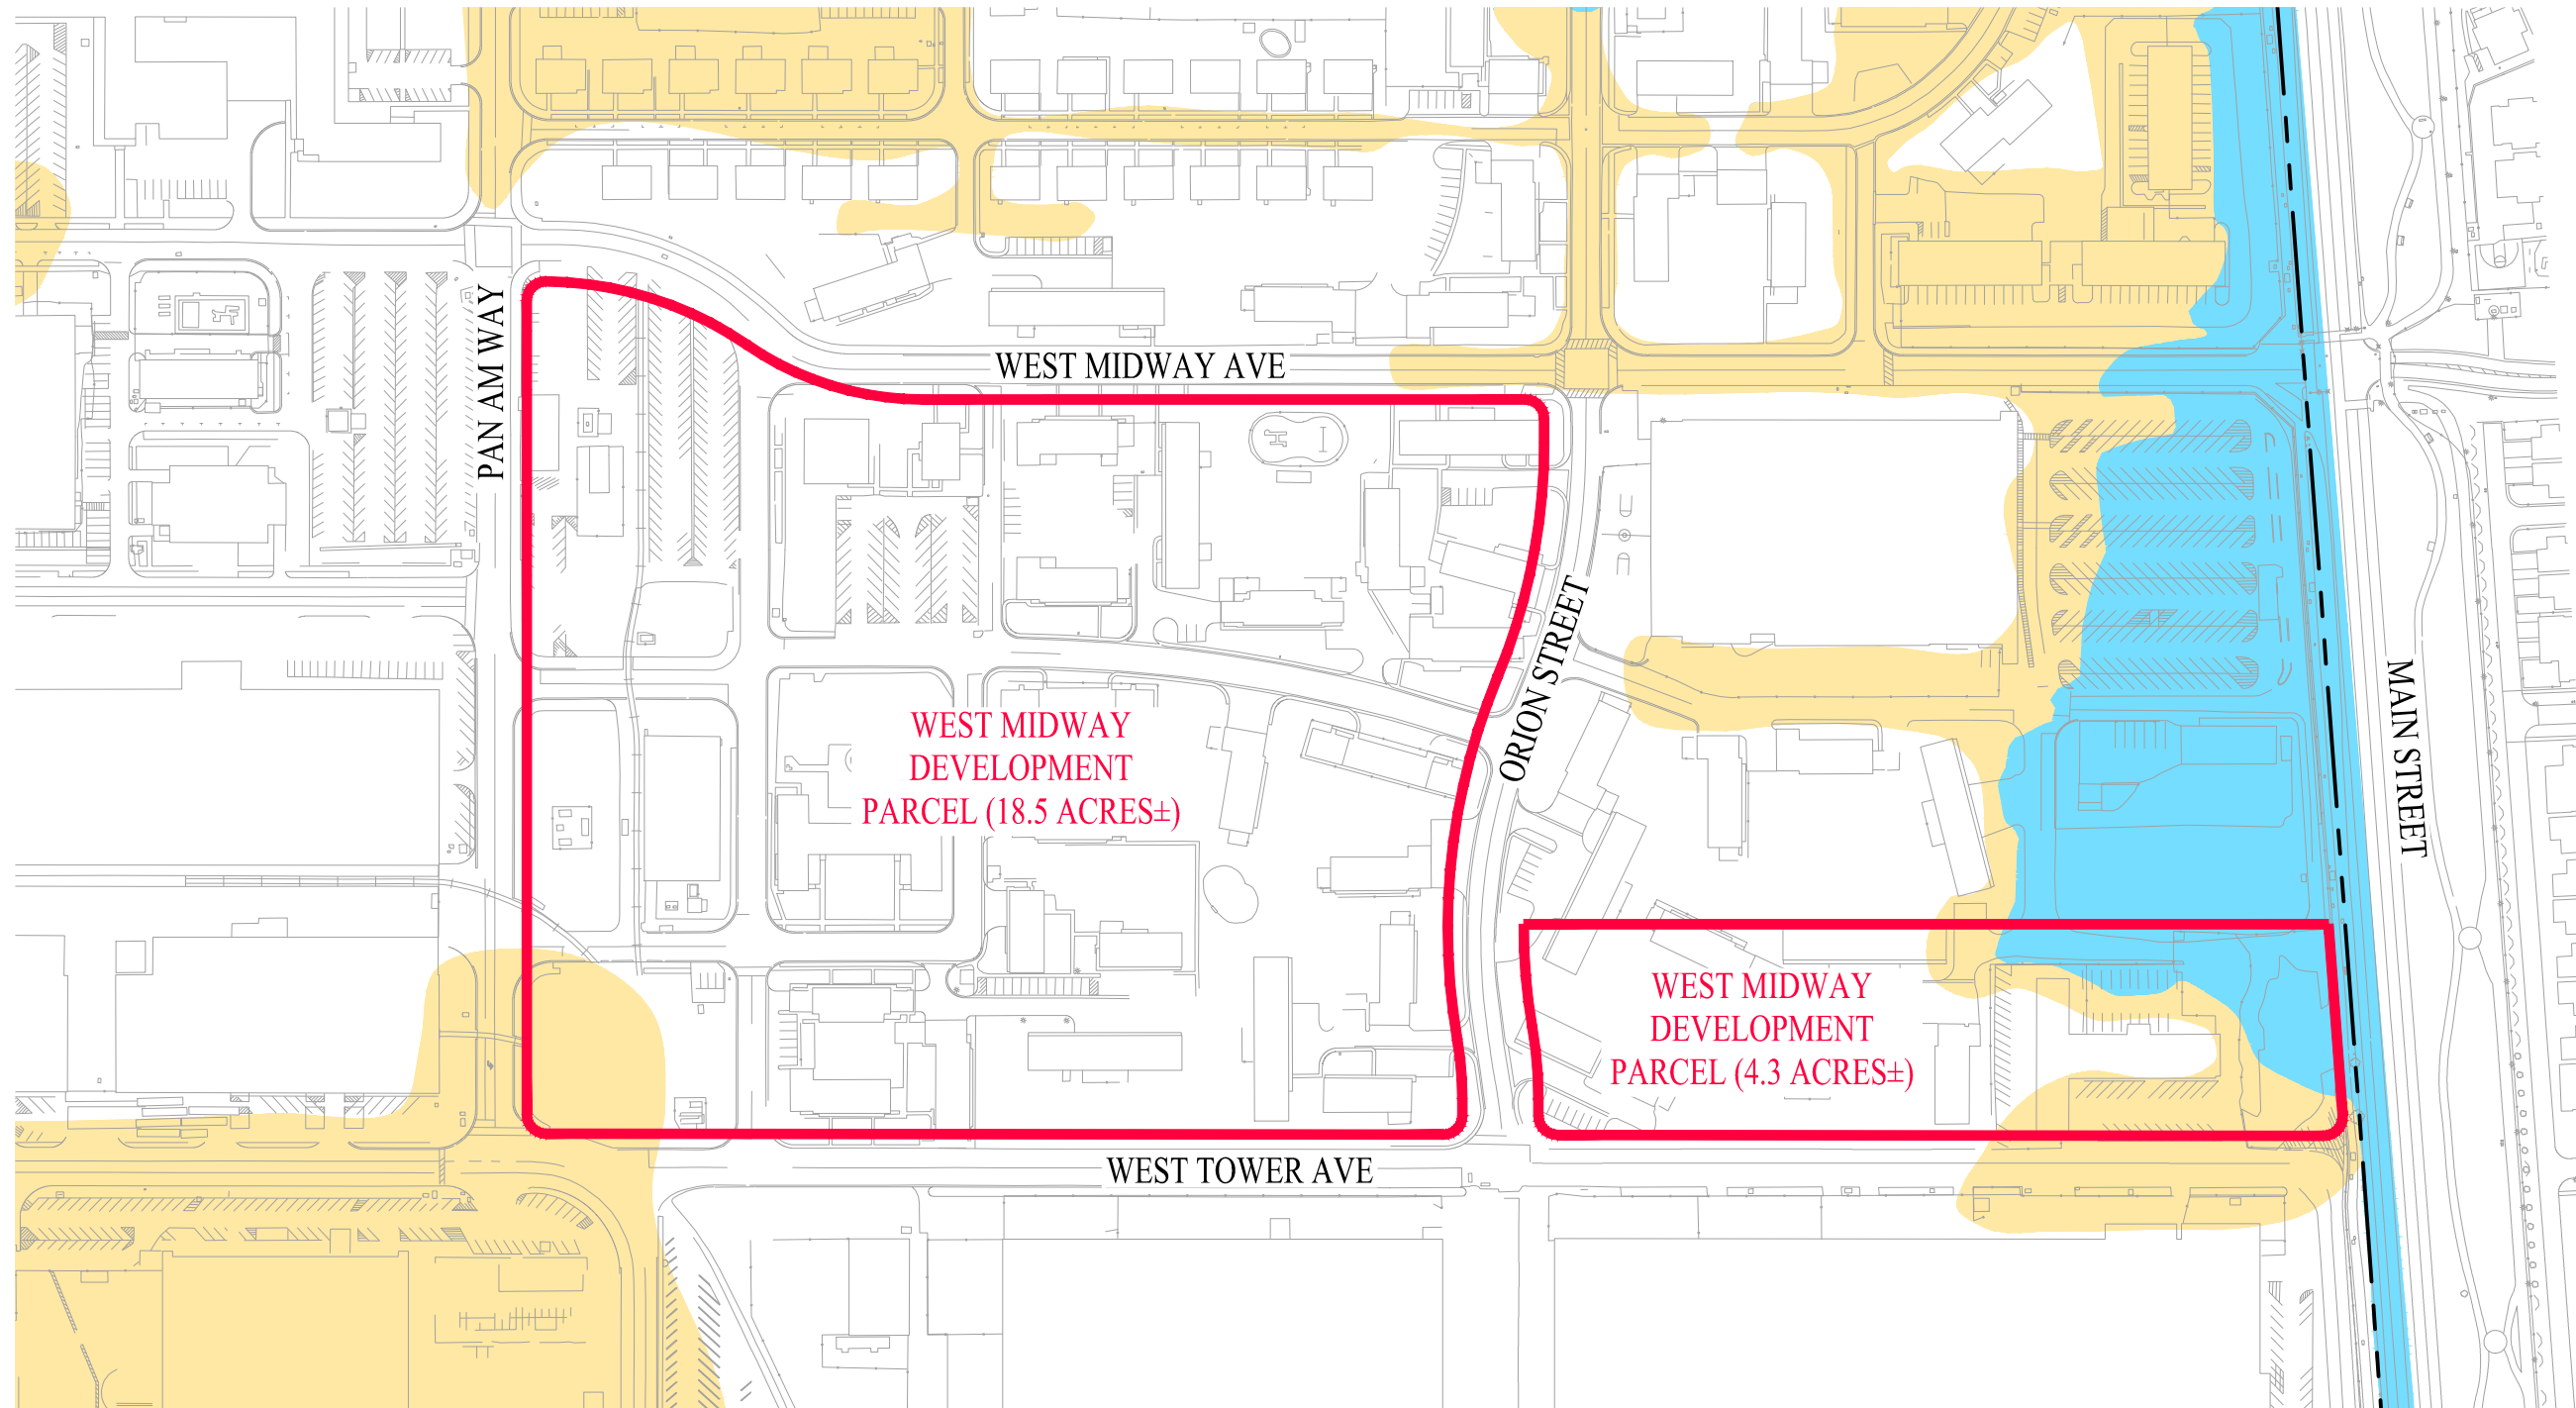 PAN AM WAY
WEST MIDWAY AVE
ORION STREET
MAIN STREET
WEST MIDWAY
DEVELOPMENT
PARCEL (18.5 ACRES±)
WEST MIDWAY
DEVELOPMENT
PARCEL (4.3 ACRES±)
WEST TOWER AVE